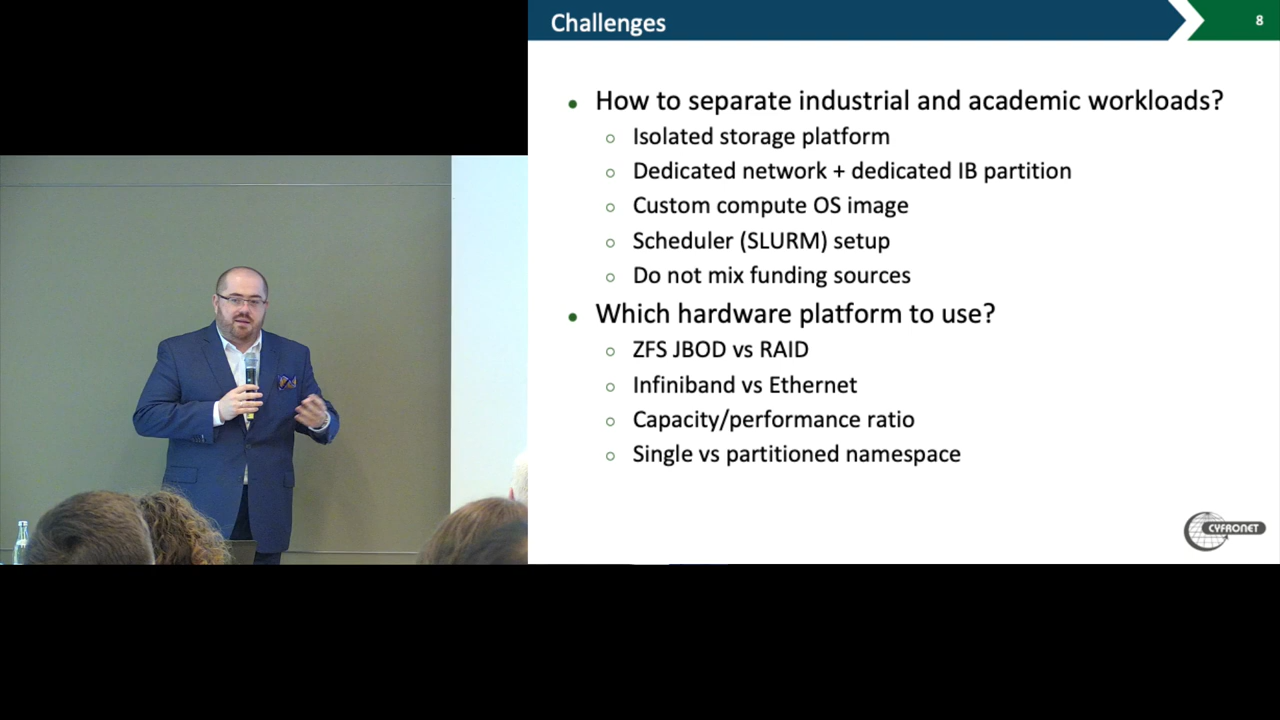 Challenges
8
• How to separate industrial and academic workloads?
○ Isolated storage platform
○ Dedicated network + dedicated IB partition
○ Custom compute OS image
○ Scheduler (SLURM) setup
○ Do not mix funding sources
• Which hardware platform to use?
○ ZFS JBOD vs RAID
○ Infiniband vs Ethernet
○ Capacity/performance ratio
○ Single vs partitioned namespace
CYFRONET